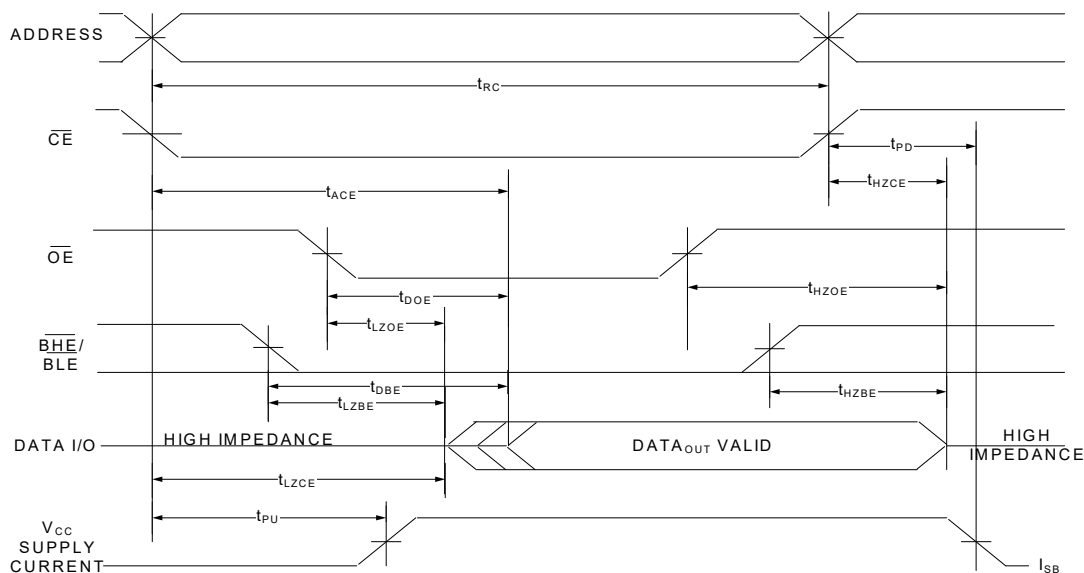 ADDRESS
tRC
CE
tPD
tHZCE
tACE
OE
tDOE
tHZOE
tLZOE
BHE/
BLE
tDBE
tHZBE
tLZBE
DATA I/O
HIGH IMPEDANCE
DATAOUT VALID
HIGH
IMPEDANCE
tLZCE
tPU
VCC
SUPPLY
CURRENT
ISB